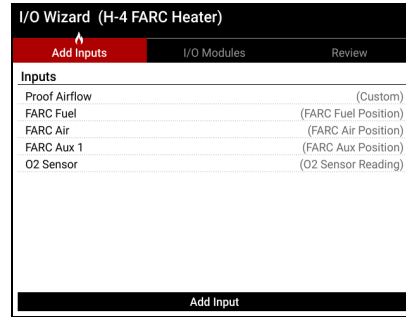 I/O Wizard (H-4 FARC Heater)
Add Inputs I/O Modules Review
Inputs
Proof Airflow (Custom)
FARC Fuel (FARC Fuel Position)
FARC Air (FARC Air Position)
FARC Aux 1 (FARC Aux Position)
O2 Sensor (O2 Sensor Reading)
Add Input